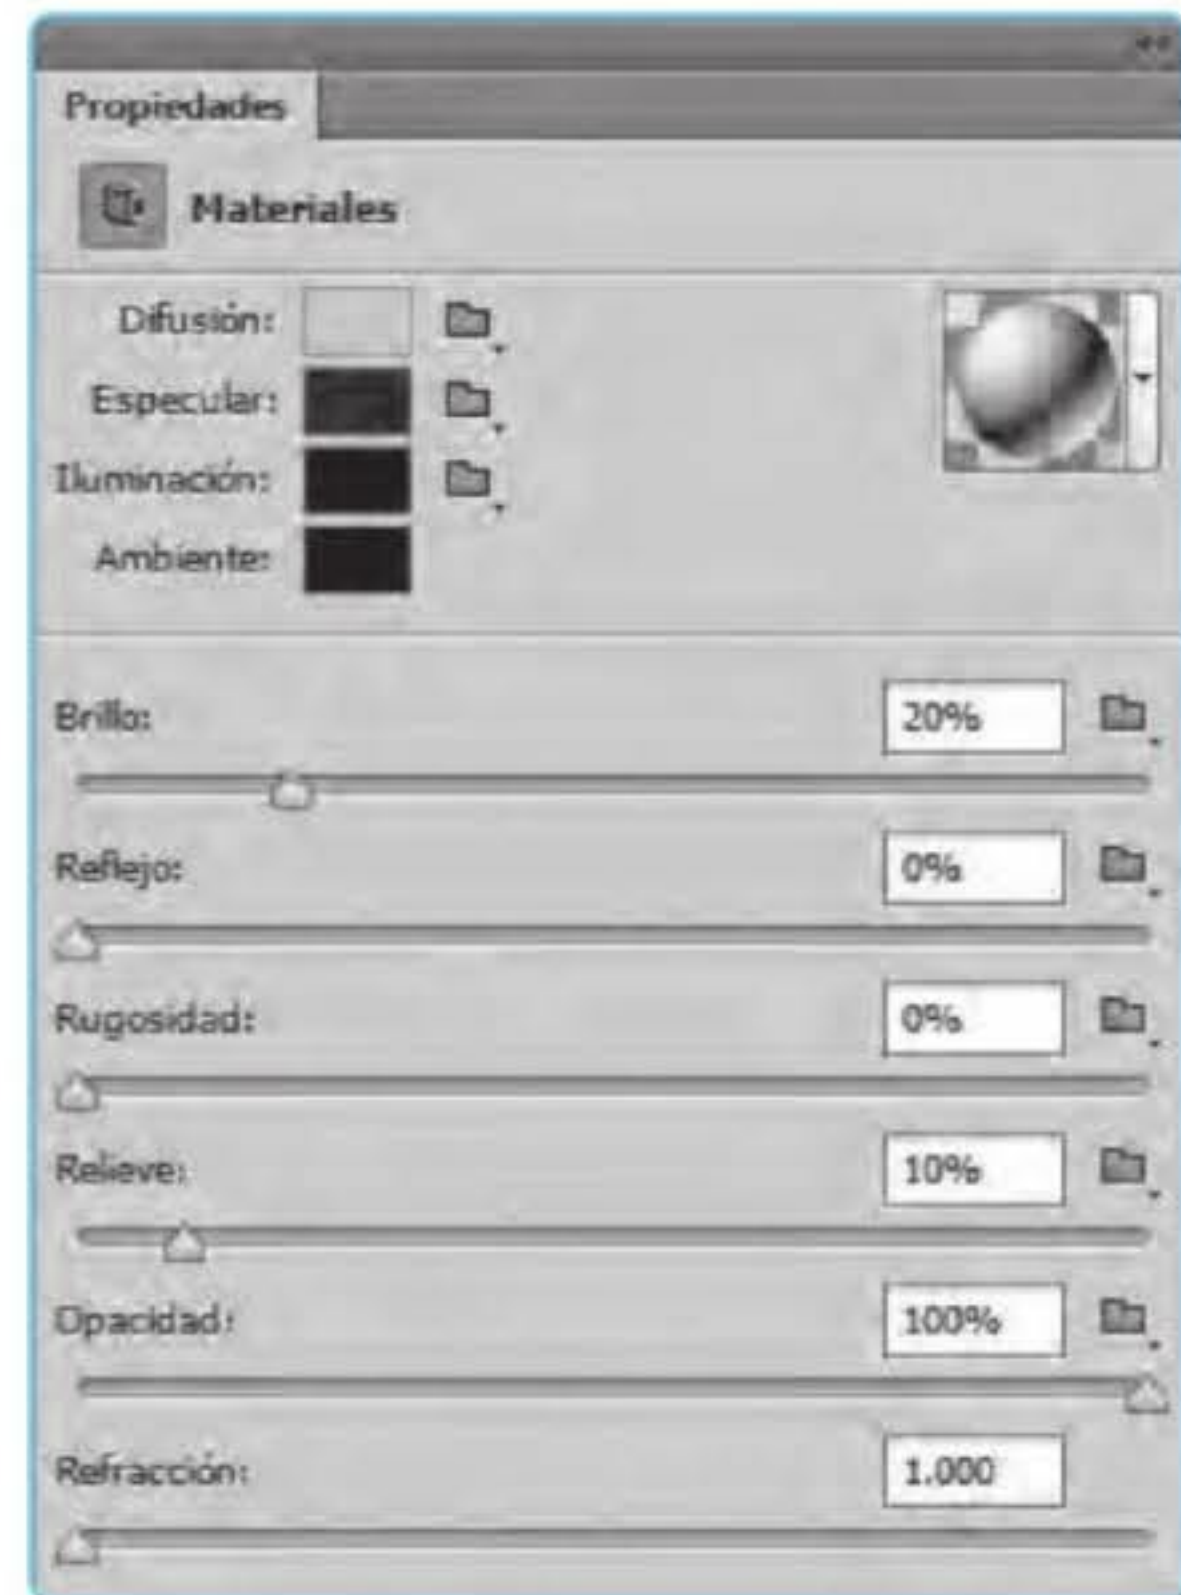 Propiedades
Materiales
Difusión:
Especular:
Iluminación:
Ambiente:
Brillo: 20%
Reflejo: 0%
Rugosidad: 0%
Relieve: 10%
Opacidad: 100%
Refracción: 1.000